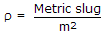 ρ = Metric slug / m2